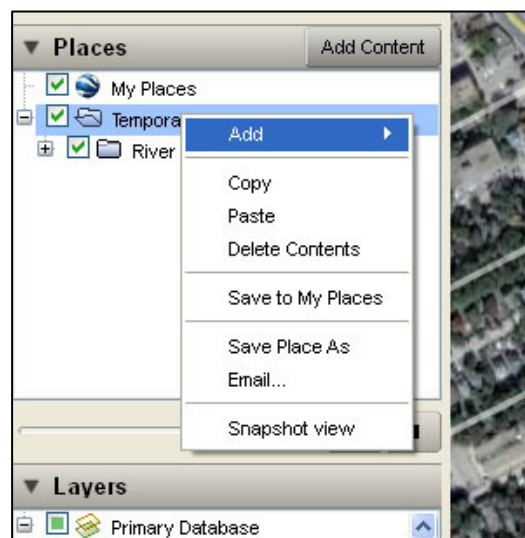 Places
Add Content
My Places
Tempora
River
Add
Copy
Paste
Delete Contents
Save to My Places
Save Place As
Email...
Snapshot view
Layers
Primary Database